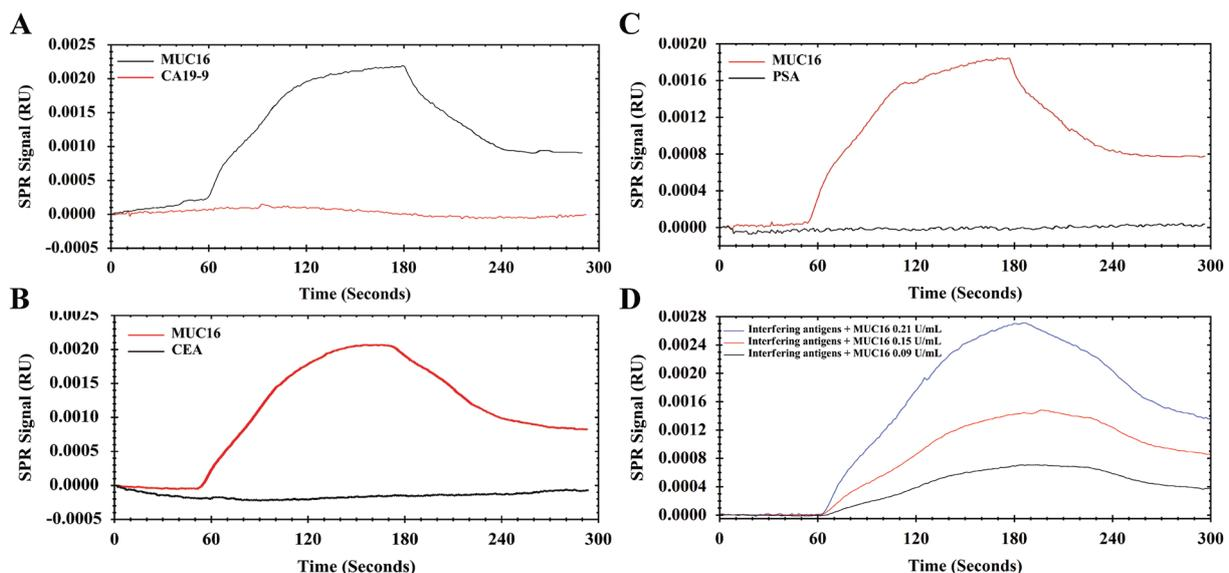 A
0.0025
0.0020
0.0015
0.0010
0.0005
0.0000
-0.0005
SPR Signal (RU)
MUC16
CA19-9
0 60 120 180 240 300
Time (Seconds)
B
0.0025
0.0020
0.0015
0.0010
0.0005
0.0000
-0.0005
SPR Signal (RU)
MUC16
CEA
0 60 120 180 240 300
Time (Seconds)
C
0.0020
0.0016
0.0012
0.0008
0.0004
0.0000
SPR Signal (RU)
MUC16
PSA
0 60 120 180 240 300
Time (Seconds)
D
0.0028
0.0024
0.0020
0.0016
0.0012
0.0008
0.0004
0.0000
SPR Signal (RU)
Interfering antigens + MUC16 0.21 U/mL
Interfering antigens + MUC16 0.15 U/mL
Interfering antigens + MUC16 0.09 U/mL
0 60 120 180 240 300
Time (Seconds)